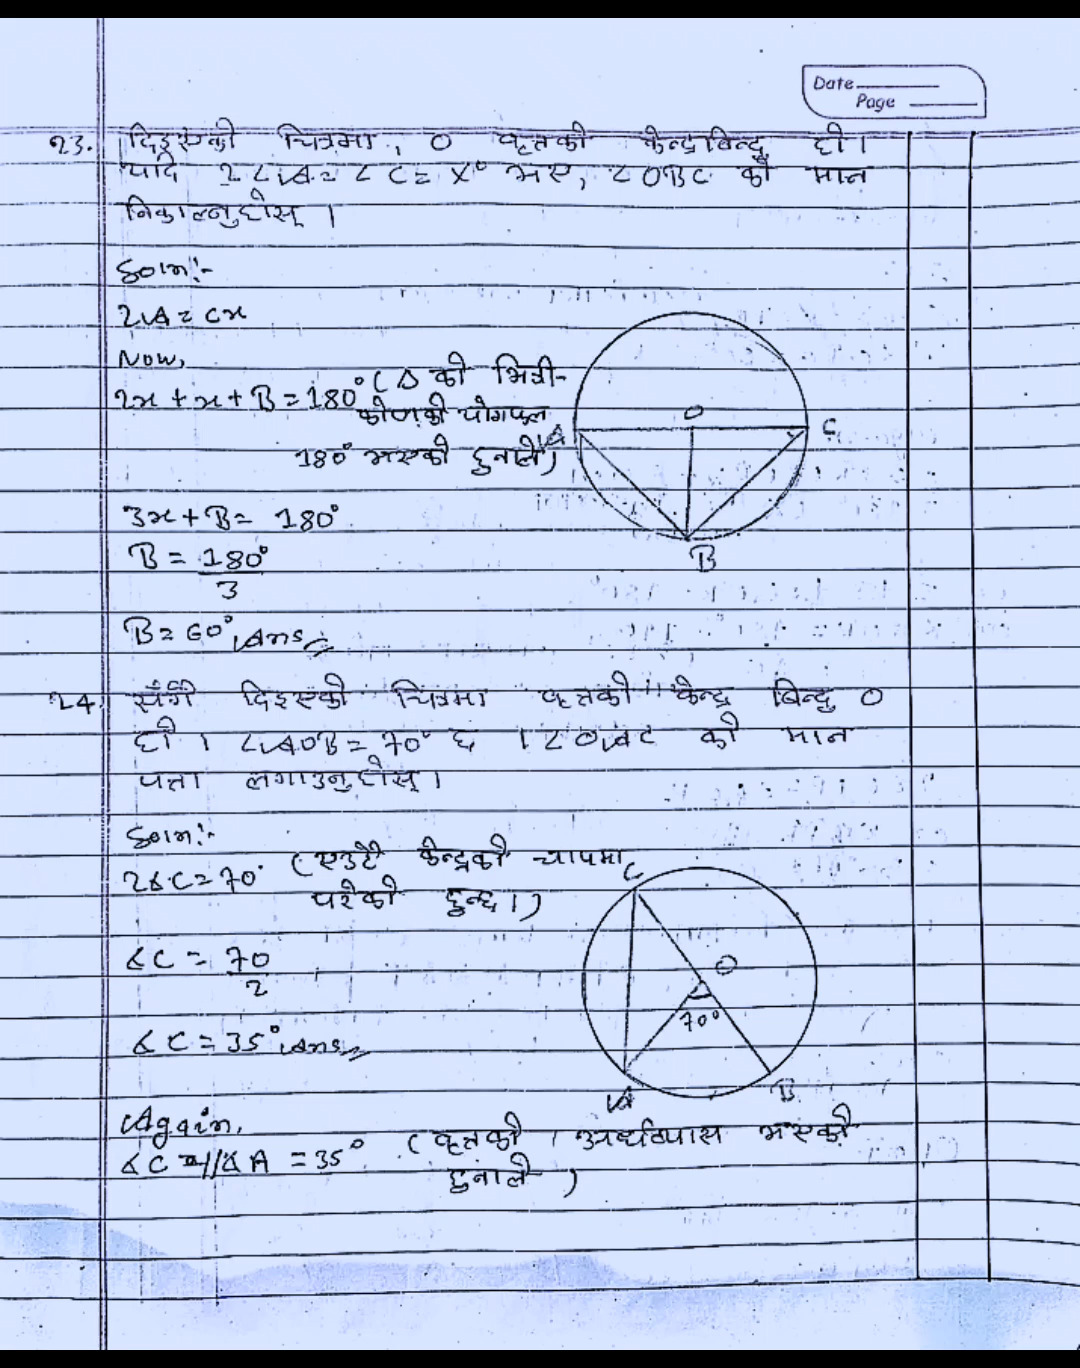 Date
Page
23. दिइएको चित्रमा, O वृत्तको केन्द्रबिन्दु हो ।
यदि 2∠A = ∠C = x° भए, ∠OBC को मान
निकाल्नुहोस् ।
Soln:-
2A = Cx
Now,
2x + x + B = 180° (Δ को भित्री-
कोणको योगफल
180° भएको हुनाले)
3x + B = 180°
B = 180°
3
B = 60° Ans
A
O
C
B
24. सँगै दिइएको चित्रमा वृत्तको केन्द्र बिन्दु O
हो । ∠AOB = 70° छ । ∠OAC को मान
पत्ता लगाउनुहोस् ।
Soln:-
2∡C = 70° (एउटै केन्द्रको चापमा
परेको हुन्छ ।)
∡C = 70
2
∡C = 35° Ans
C
O
70°
A
B
Again,
∡C = ∡A = 35° (वृत्तको अर्धव्यास भएको
हुनाले)